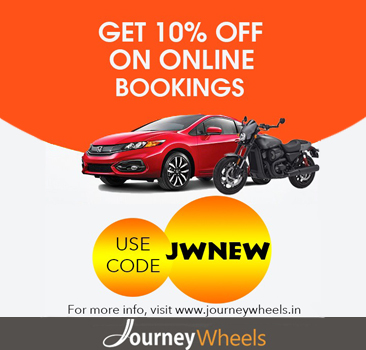 GET 10% OFF
ON ONLINE
BOOKINGS
USE
CODE
JWNEW
For more info, visit www.journeywheels.in
JourneyWheels